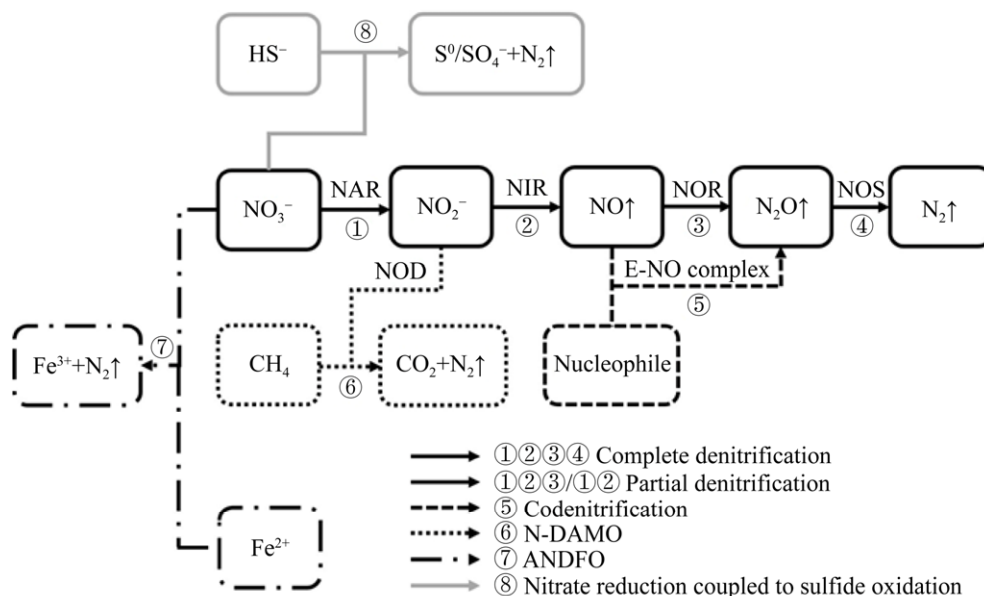 ⑧
HS⁻
S⁰/SO₄⁻+N₂↑
NAR
NIR
NOR
NOS
NO₃⁻
NO₂⁻
NO↑
N₂O↑
N₂↑
①
②
③
④
NOD
E-NO complex
⑤
⑦
Fe³⁺+N₂↑
CH₄
CO₂+N₂↑
Nucleophile
⑥
Fe²⁺
①②③④ Complete denitrification
①②③/①② Partial denitrification
⑤ Codenitrification
⑥ N-DAMO
⑦ ANDFO
⑧ Nitrate reduction coupled to sulfide oxidation